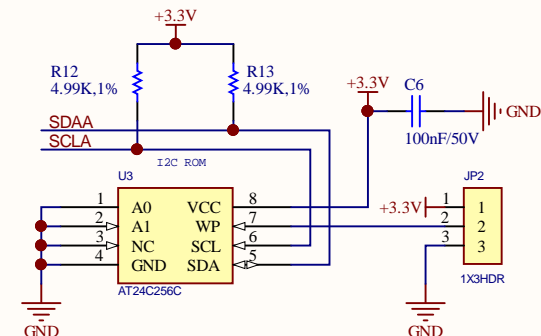 +3.3V
R12
4.99K,1%
R13
4.99K,1%
+3.3V
C6
100nF/50V
GND
SDAA
SCLA
I2C ROM
U3
1 A0 VCC 8
2 A1 WP 7
3 NC SCL 6
4 GND SDA 5
AT24C256C
GND
JP2
+3.3V 1 1
2 2
3 3
1X3HDR
GND